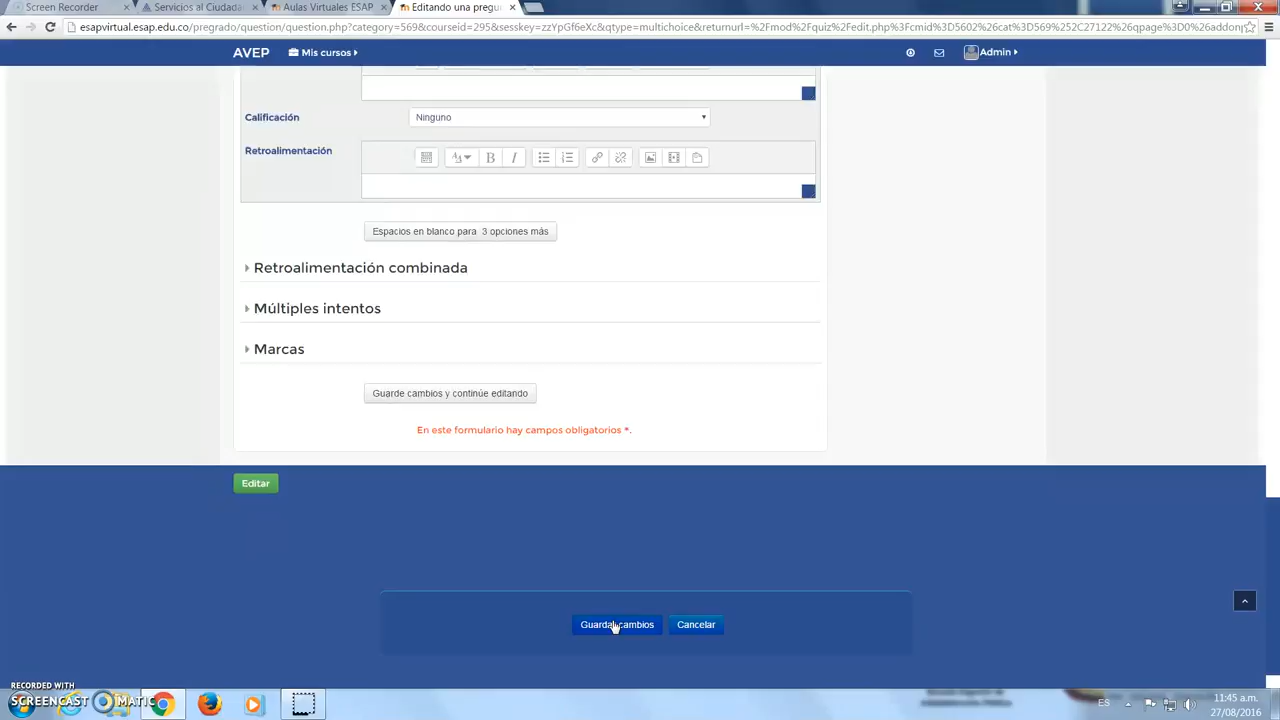 Screen Recorder
Servicios al Ciudada
Aulas Virtuales ESAP
Editando una pregu
esapvirtual.esap.edu.co/pregrado/question/question.php?category=569&courseid=295&sesskey=zzYpGf6eXc&qtype=multichoice&returnurl=%2Fmod%2Fquiz%2Fedit.php%3Fcmid%3D5602%26cat%3D569%252C27122%26qpage%3D0%26addonp
AVEP
Mis cursos
Admin
Calificación
Ninguno
Retroalimentación
B I
Espacios en blanco para 3 opciones más
Retroalimentación combinada
Múltiples intentos
Marcas
Guarde cambios y continúe editando
En este formulario hay campos obligatorios *.
Editar
Guardar cambios
Cancelar
RECORDED WITH
SCREENCAST MATIC
ES
11:45 a.m.
27/08/2016